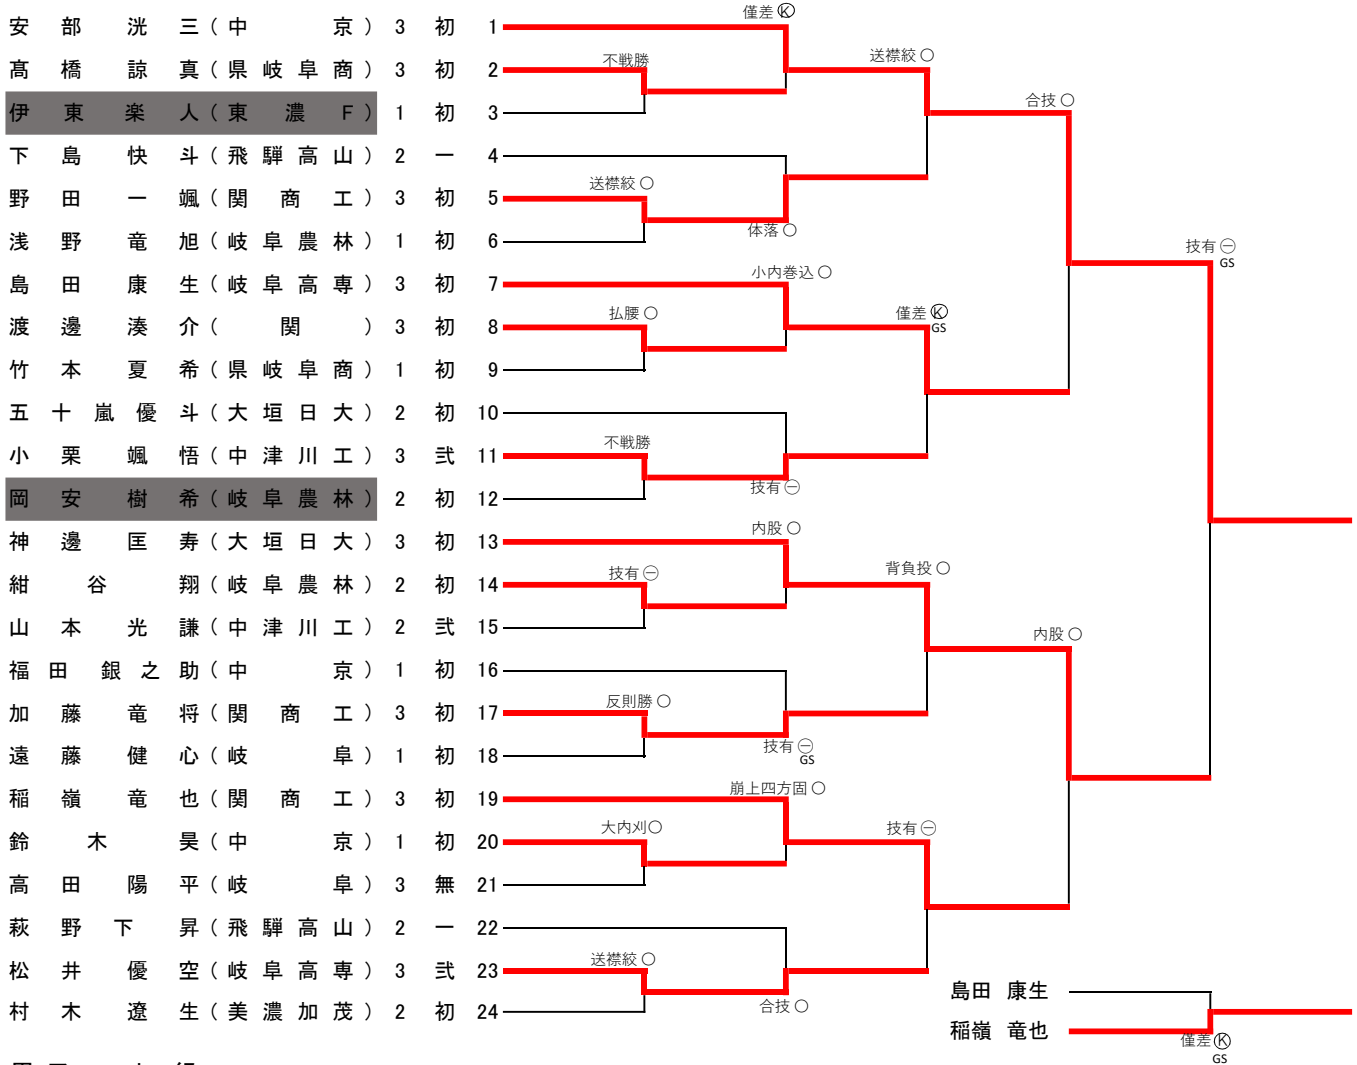 僅差 Ⓚ
安部洸三(中京) 3 初 1
送襟絞 ○
不戦勝
髙橋諒真(県岐阜商) 3 初 2
合技 ○
伊東楽人(東濃F) 1 初 3
下島快斗(飛騨高山) 2 一 4
送襟絞 ○
野田一颯(関商工) 3 初 5
体落 ○
浅野竜旭(岐阜農林) 1 初 6
技有 ㊀
GS
小内巻込 ○
島田康生(岐阜高専) 3 初 7
払腰 ○
僅差 Ⓚ
GS
渡邊湊介(関) 3 初 8
竹本夏希(県岐阜商) 1 初 9
五十嵐優斗(大垣日大) 2 初 10
不戦勝
小栗颯悟(中津川工) 3 弐 11
技有 ㊀
岡安樹希(岐阜農林) 2 初 12
内股 ○
神邊匡寿(大垣日大) 3 初 13
背負投 ○
技有 ㊀
紺谷翔(岐阜農林) 2 初 14
山本光謙(中津川工) 2 弐 15
内股 ○
福田銀之助(中京) 1 初 16
反則勝 ○
加藤竜将(関商工) 3 初 17
技有 ㊀
GS
遠藤健心(岐阜) 1 初 18
崩上四方固 ○
稲嶺竜也(関商工) 3 初 19
大内刈○
技有 ㊀
鈴木昊(中京) 1 初 20
高田陽平(岐阜) 3 無 21
萩野下昇(飛騨高山) 2 一 22
送襟絞 ○
松井優空(岐阜高専) 3 弐 23
合技 ○
村木遼生(美濃加茂) 2 初 24
島田 康生
稲嶺 竜也
僅差 Ⓚ
GS